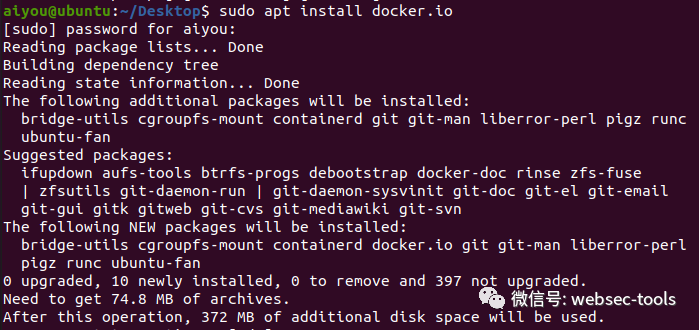 aiyou@ubuntu:~/Desktop$ sudo apt install docker.io
[sudo] password for aiyou:
Reading package lists... Done
Building dependency tree
Reading state information... Done
The following additional packages will be installed:
  bridge-utils cgroupfs-mount containerd git git-man liberror-perl pigz runc
  ubuntu-fan
Suggested packages:
  ifupdown aufs-tools btrfs-progs debootstrap docker-doc rinse zfs-fuse
  | zfsutils git-daemon-run | git-daemon-sysvinit git-doc git-el git-email
  git-gui gitk gitweb git-cvs git-mediawiki git-svn
The following NEW packages will be installed:
  bridge-utils cgroupfs-mount containerd docker.io git git-man liberror-perl
  pigz runc ubuntu-fan
0 upgraded, 10 newly installed, 0 to remove and 397 not upgraded.
Need to get 74.8 MB of archives.
微信号: websec-tools
After this operation, 372 MB of additional disk space will be used.